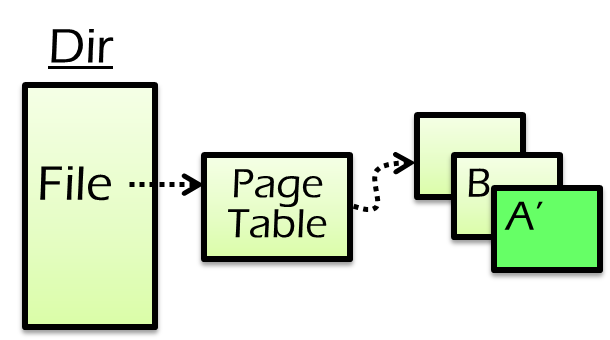 Dir
File
Page
Table
B
A′